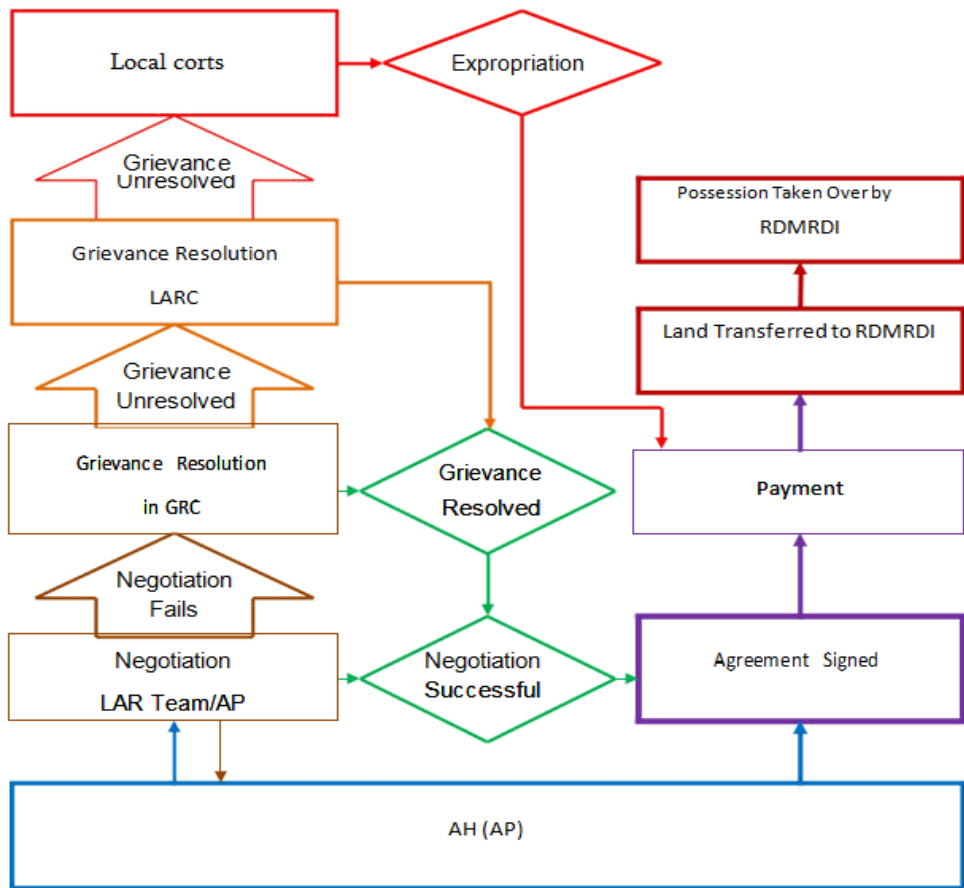 Local corts
Expropriation
Grievance
Unresolved
Possession Taken Over by
RDMRDI
Grievance Resolution
LARC
Land Transferred to RDMRDI
Grievance
Unresolved
Grievance Resolution
in GRC
Grievance
Resolved
Payment
Negotiation
Fails
Negotiation
LAR Team/AP
Negotiation
Successful
Agreement Signed
AH (AP)